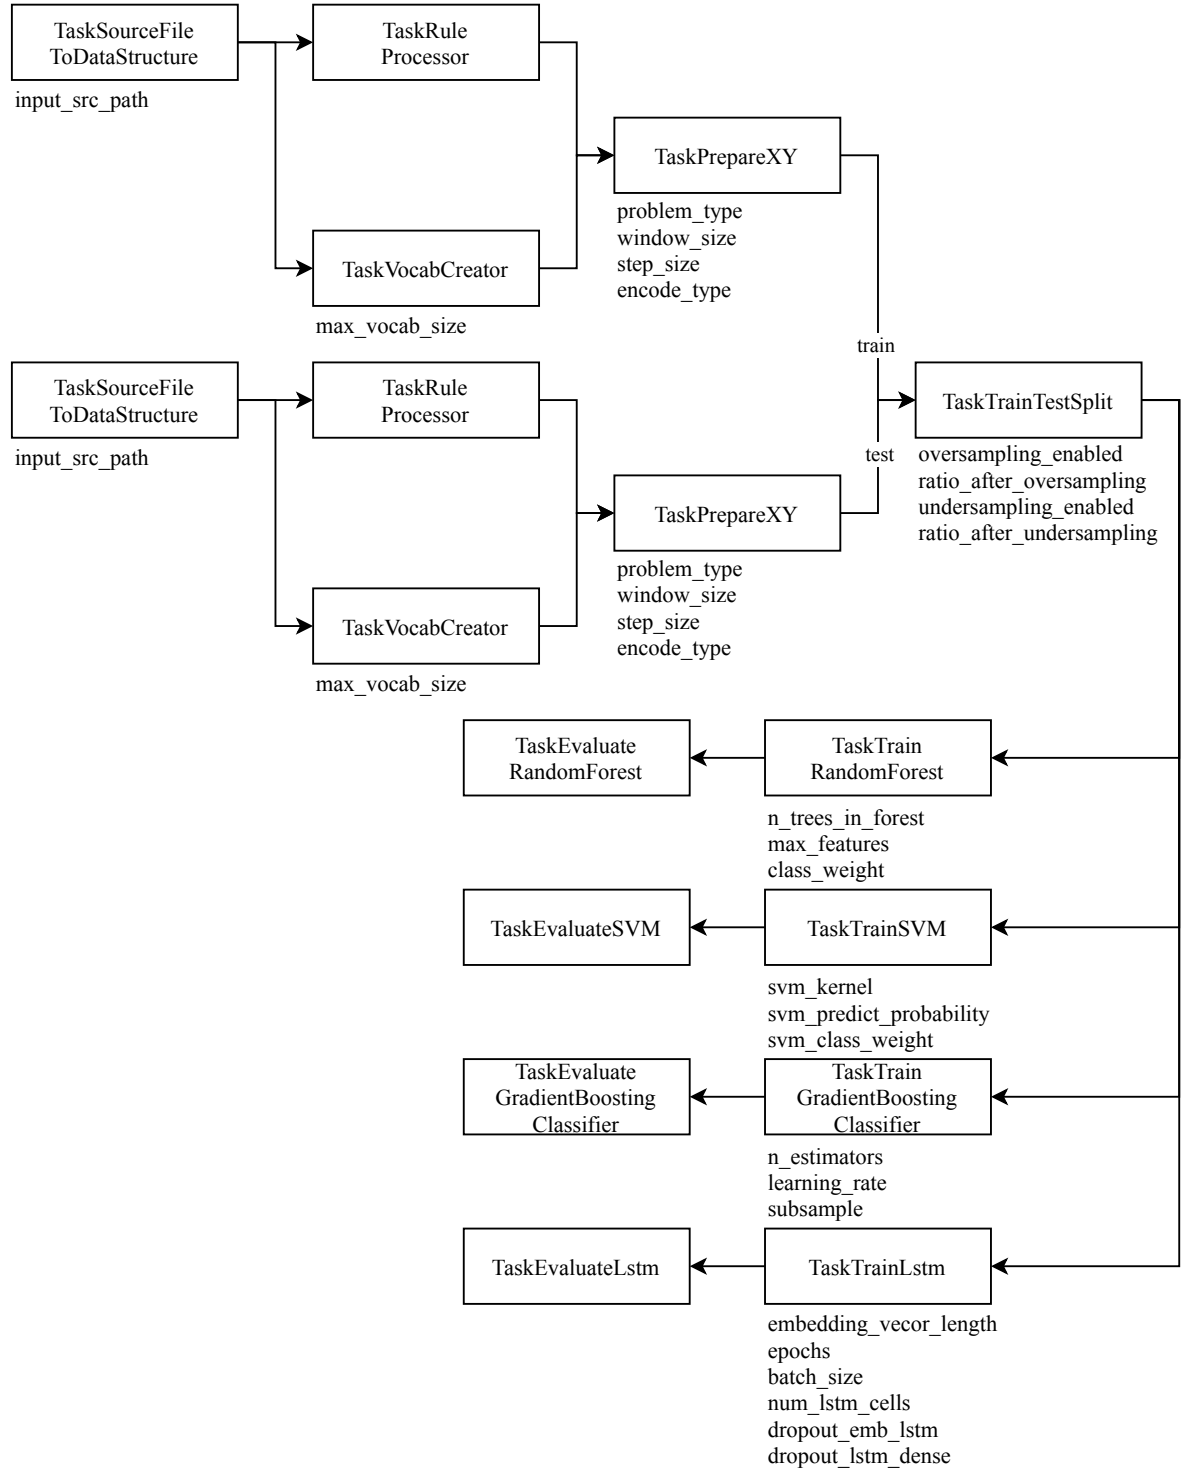 TaskSourceFile
ToDataStructure
input_src_path
TaskRule
Processor
TaskVocabCreator
max_vocab_size
TaskPrepareXY
problem_type
window_size
step_size
encode_type
train
TaskSourceFile
ToDataStructure
input_src_path
TaskRule
Processor
TaskVocabCreator
max_vocab_size
TaskPrepareXY
problem_type
window_size
step_size
encode_type
test
TaskTrainTestSplit
oversampling_enabled
ratio_after_oversampling
undersampling_enabled
ratio_after_undersampling
TaskEvaluate
RandomForest
TaskTrain
RandomForest
n_trees_in_forest
max_features
class_weight
TaskEvaluateSVM
TaskTrainSVM
svm_kernel
svm_predict_probability
svm_class_weight
TaskEvaluate
GradientBoosting
Classifier
TaskTrain
GradientBoosting
Classifier
n_estimators
learning_rate
subsample
TaskEvaluateLstm
TaskTrainLstm
embedding_vecor_length
epochs
batch_size
num_lstm_cells
dropout_emb_lstm
dropout_lstm_dense